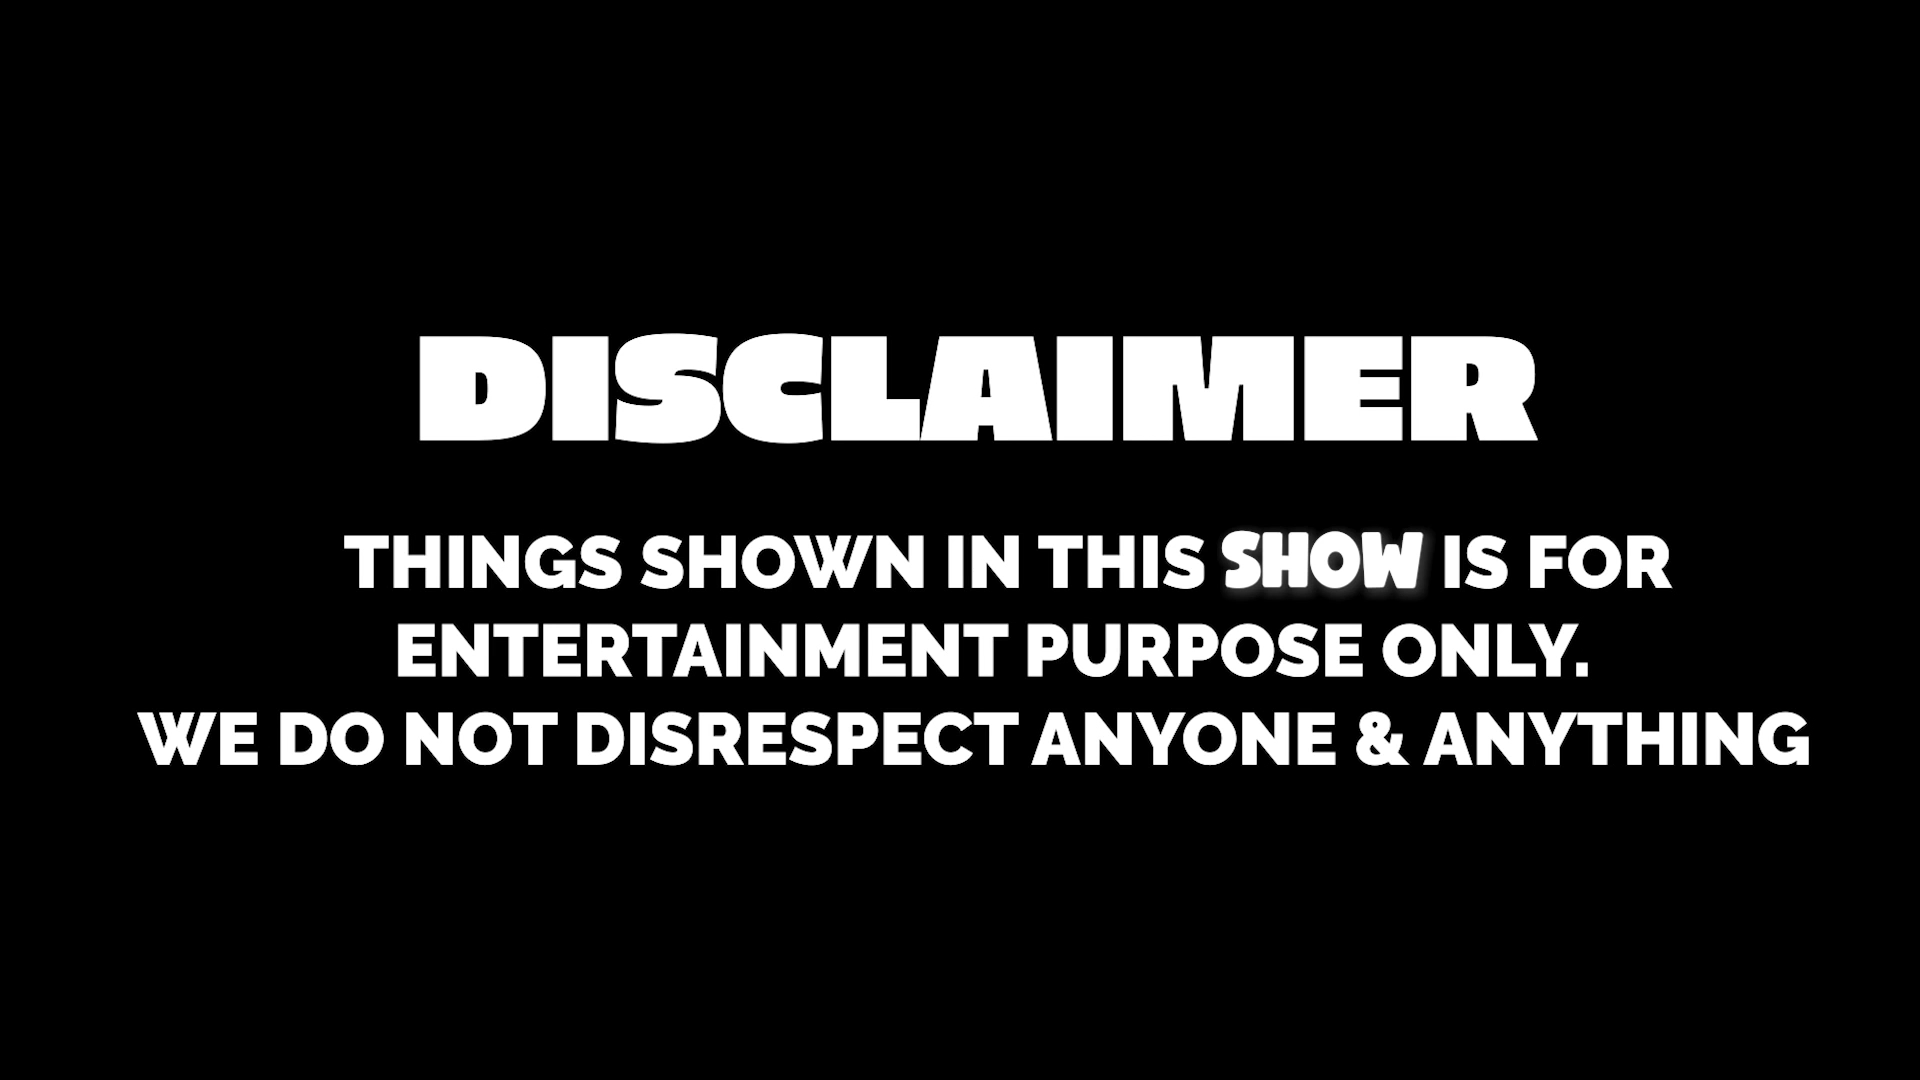 DISCLAIMER
THINGS SHOWN IN THIS SHOW IS FOR
ENTERTAINMENT PURPOSE ONLY.
WE DO NOT DISRESPECT ANYONE & ANYTHING